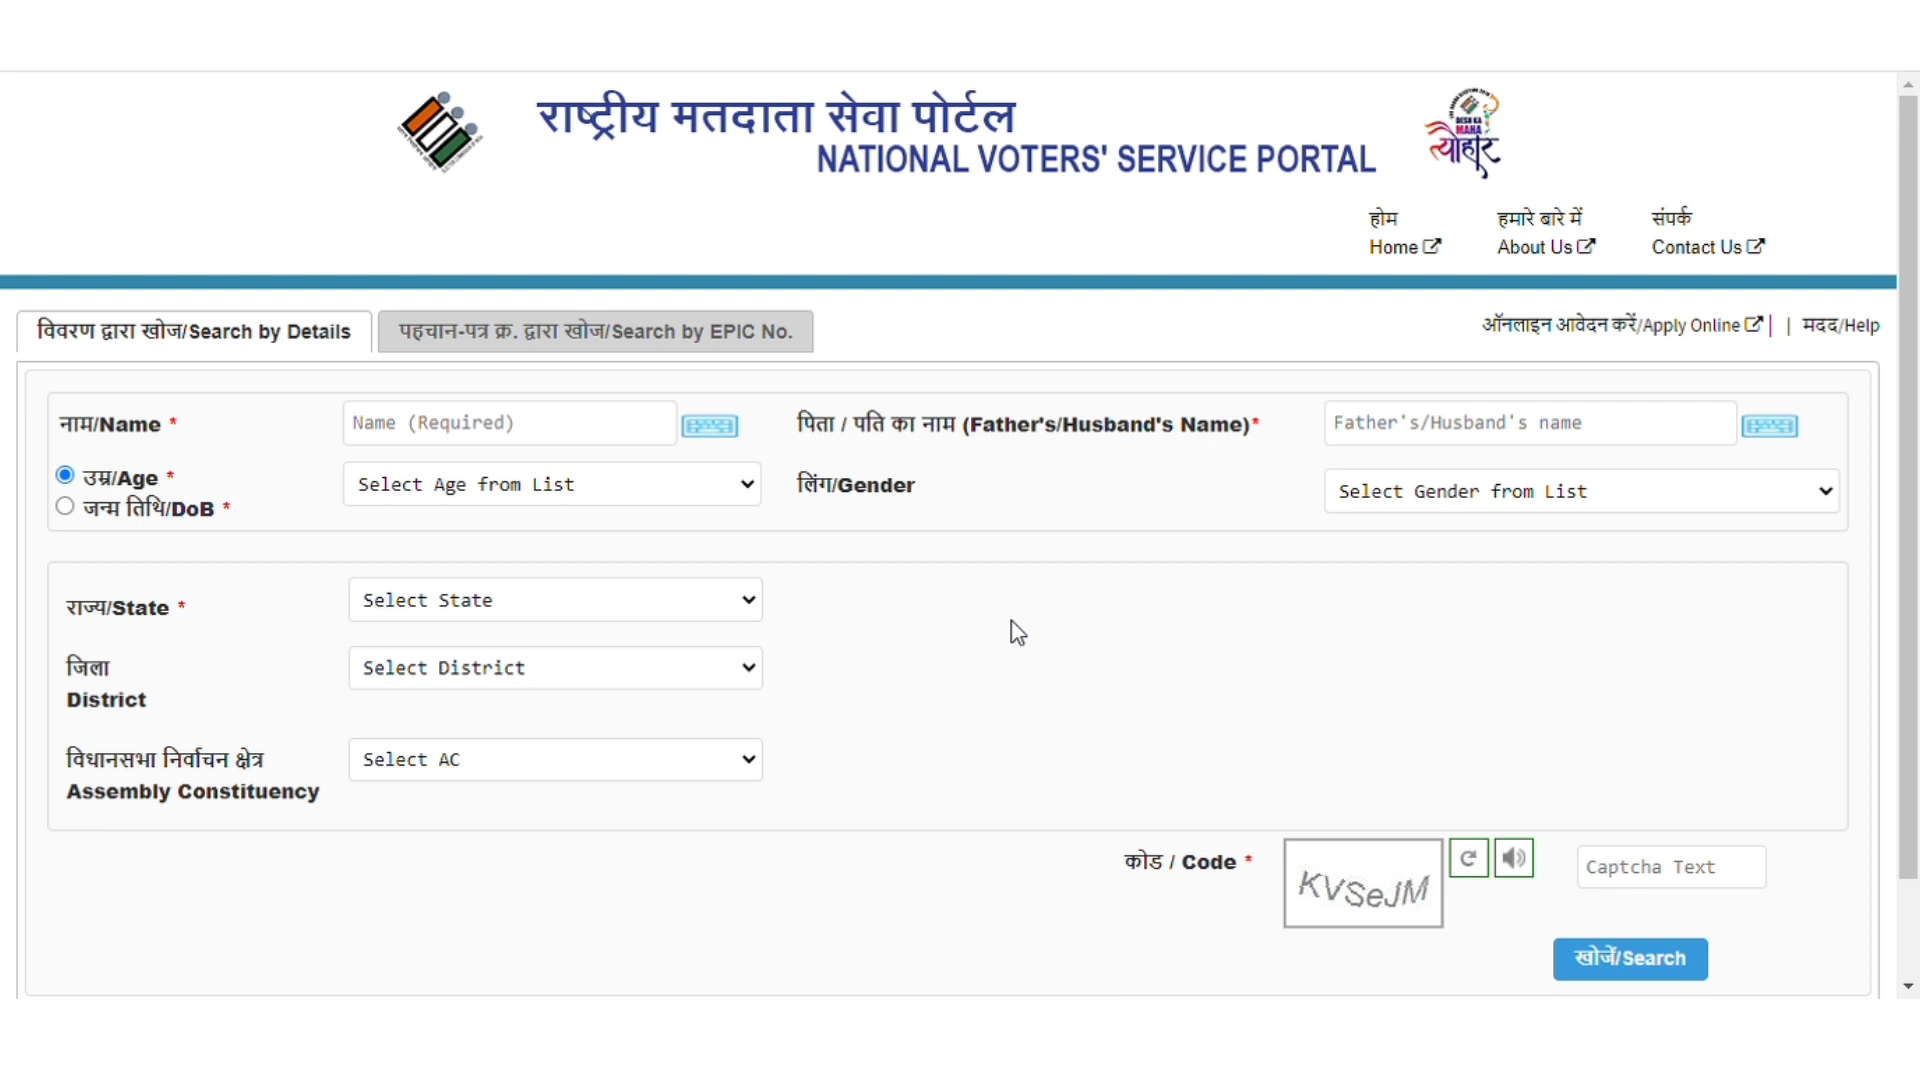 राष्ट्रीय मतदाता सेवा पोर्टल
NATIONAL VOTERS' SERVICE PORTAL
DESH KA
MAHA
त्योहार
होम
Home
हमारे बारे में
About Us
संपर्क
Contact Us
विवरण द्वारा खोज/Search by Details
पहचान-पत्र क्र. द्वारा खोज/Search by EPIC No.
ऑनलाइन आवेदन करें/Apply Online | | मदद/Help
नाम/Name *
Name (Required)
पिता / पति का नाम (Father's/Husband's Name)*
Father's/Husband's name
उम्र/Age *
जन्म तिथि/DoB *
Select Age from List
लिंग/Gender
Select Gender from List
राज्य/State *
Select State
जिला
District
Select District
विधानसभा निर्वाचन क्षेत्र
Assembly Constituency
Select AC
कोड / Code *
KVSeJM
Captcha Text
खोजें/Search